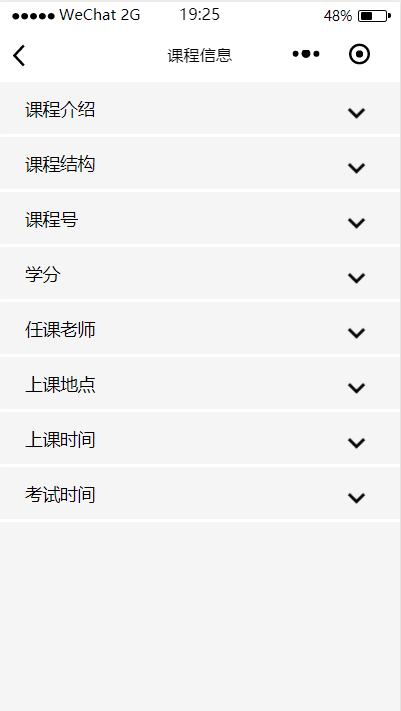 WeChat 2G 19:25 48%
课程信息
课程介绍
课程结构
课程号
学分
任课老师
上课地点
上课时间
考试时间